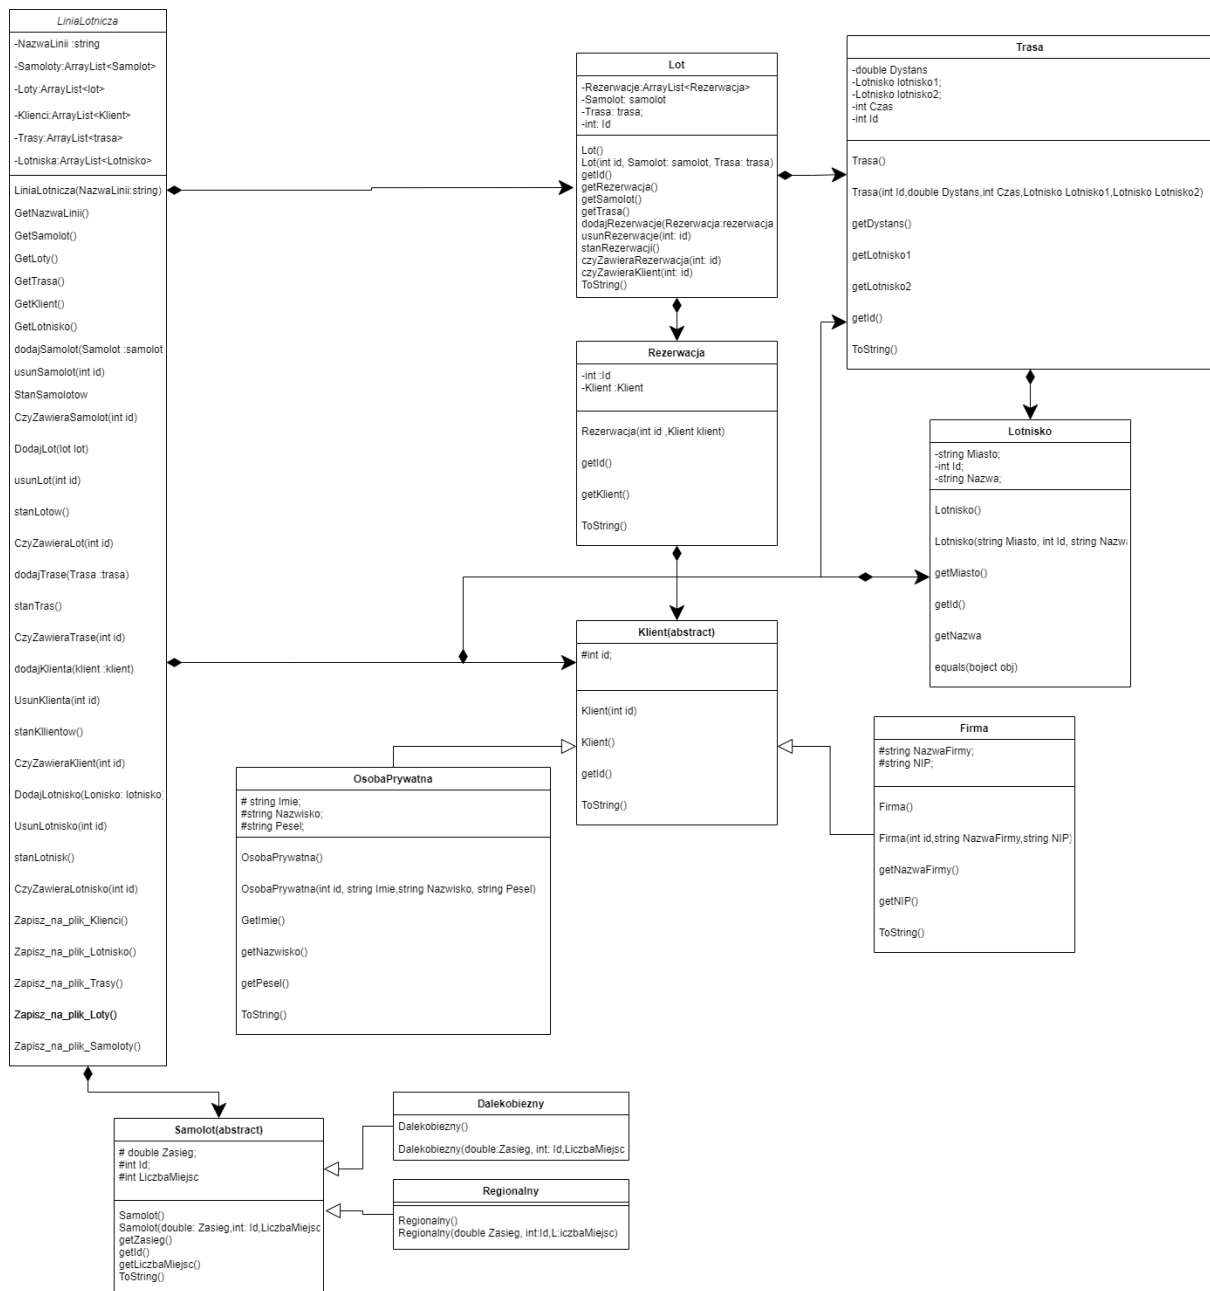 LiniaLotnicza
-NazwaLinii :string
-Samoloty:ArrayList<Samolot>
-Loty:ArrayList<lot>
-Klienci:ArrayList<Klient>
-Trasy:ArrayList<trasa>
-Lotniska:ArrayList<Lotnisko>
LiniaLotnicza(NazwaLinii:string)
GetNazwaLinii()
GetSamolot()
GetLoty()
GetTrasa()
GetKlient()
GetLotnisko()
dodajSamolot(Samolot :samolot
usunSamolot(int id)
StanSamolotow
CzyZawieraSamolot(int id)
DodajLot(lot lot)
usunLot(int id)
stanLotow()
CzyZawieraLot(int id)
dodajTrase(Trasa :trasa)
stanTras()
CzyZawieraTrase(int id)
dodajKlienta(klient :klient)
UsunKlienta(int id)
stanKllientow()
CzyZawieraKlient(int id)
DodajLotnisko(Lonisko: lotnisko)
UsunLotnisko(int id)
stanLotnisk()
CzyZawieraLotnisko(int id)
Zapisz_na_plik_Klienci()
Zapisz_na_plik_Lotnisko()
Zapisz_na_plik_Trasy()
Zapisz_na_plik_Loty()
Zapisz_na_plik_Samoloty()
Lot
-Rezerwacje:ArrayList<Rezerwacja>
-Samolot: samolot
-Trasa: trasa;
-int: Id
Lot()
Lot(int id, Samolot: samolot, Trasa: trasa)
getId()
getRezerwacja()
getSamolot()
getTrasa()
dodajRezerwacje(Rezerwacja:rezerwacja
usunRezerwacje(int: id)
stanRezerwacji()
czyZawieraRezerwacja(int: id)
czyZawieraKlient(int: id)
ToString()
Trasa
-double Dystans
-Lotnisko lotnisko1;
-Lotnisko lotnisko2;
-int Czas
-int Id
Trasa()
Trasa(int Id,double Dystans,int Czas,Lotnisko Lotnisko1,Lotnisko Lotnisko2)
getDystans()
getLotnisko1
getLotnisko2
getId()
ToString()
Rezerwacja
-int :Id
-Klient :Klient
Rezerwacja(int id ,Klient klient)
getId()
getKlient()
ToString()
Lotnisko
-string Miasto;
-int Id;
-string Nazwa;
Lotnisko()
Lotnisko(string Miasto, int Id, string Nazwa
getMiasto()
getId()
getNazwa
equals(boject obj)
Klient(abstract)
#int id;
Klient(int id)
Klient()
getId()
ToString()
Firma
#string NazwaFirmy;
#string NIP;
Firma()
Firma(int id,string NazwaFirmy,string NIP)
getNazwaFirmy()
getNIP()
ToString()
OsobaPrywatna
# string Imie;
#string Nazwisko;
#string Pesel;
OsobaPrywatna()
OsobaPrywatna(int id, string Imie,string Nazwisko, string Pesel)
GetImie()
getNazwisko()
getPesel()
ToString()
Samolot(abstract)
# double Zasieg;
#int Id;
#int LiczbaMiejsc
Samolot()
Samolot(double: Zasieg,int: Id,LiczbaMiejsc
getZasieg()
getId()
getLiczbaMiejsc()
ToString()
Dalekobiezny
Dalekobiezny()
Dalekobiezny(double:Zasieg, int: Id,LiczbaMiejsc
Regionalny
Regionalny()
Regionalny(double Zasieg, int:Id,L:iczbaMiejsc)